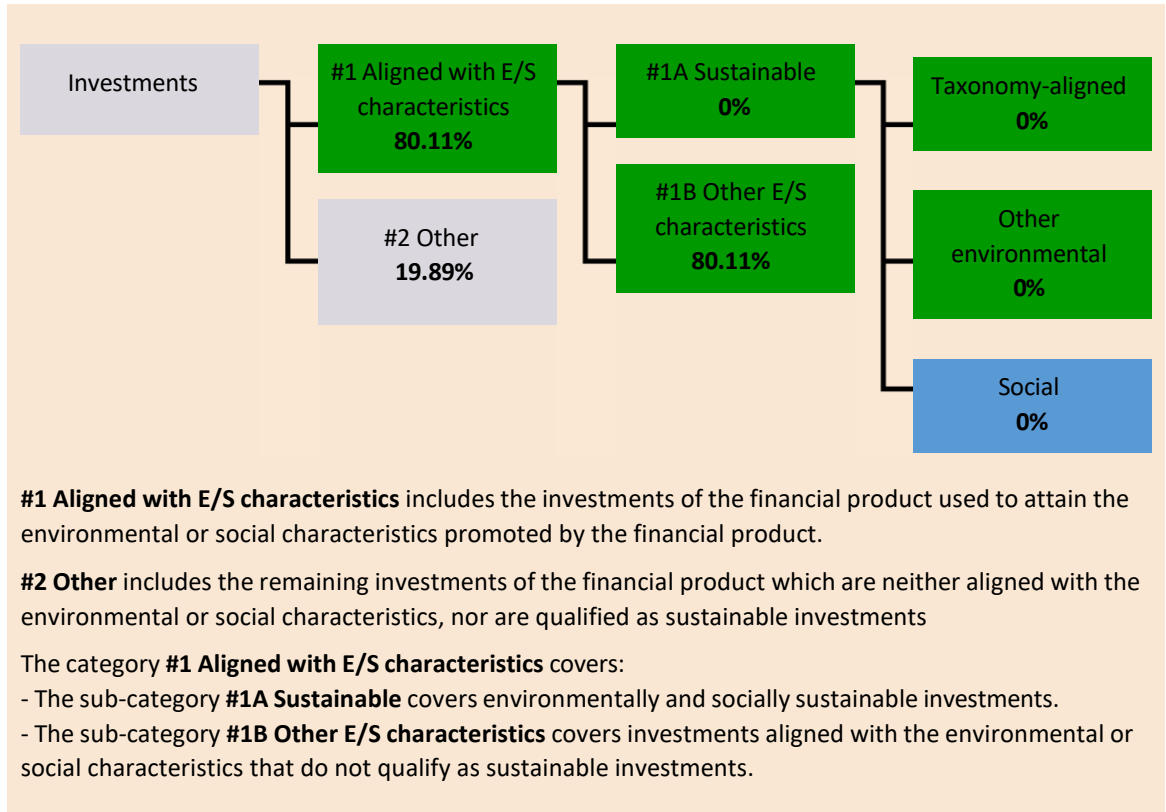 Investments
#1 Aligned with E/S
characteristics
80.11%
#2 Other
19.89%
#1A Sustainable
0%
#1B Other E/S
characteristics
80.11%
Taxonomy-aligned
0%
Other
environmental
0%
Social
0%
#1 Aligned with E/S characteristics includes the investments of the financial product used to attain the
environmental or social characteristics promoted by the financial product.
#2 Other includes the remaining investments of the financial product which are neither aligned with the
environmental or social characteristics, nor are qualified as sustainable investments
The category #1 Aligned with E/S characteristics covers:
- The sub-category #1A Sustainable covers environmentally and socially sustainable investments.
- The sub-category #1B Other E/S characteristics covers investments aligned with the environmental or
social characteristics that do not qualify as sustainable investments.